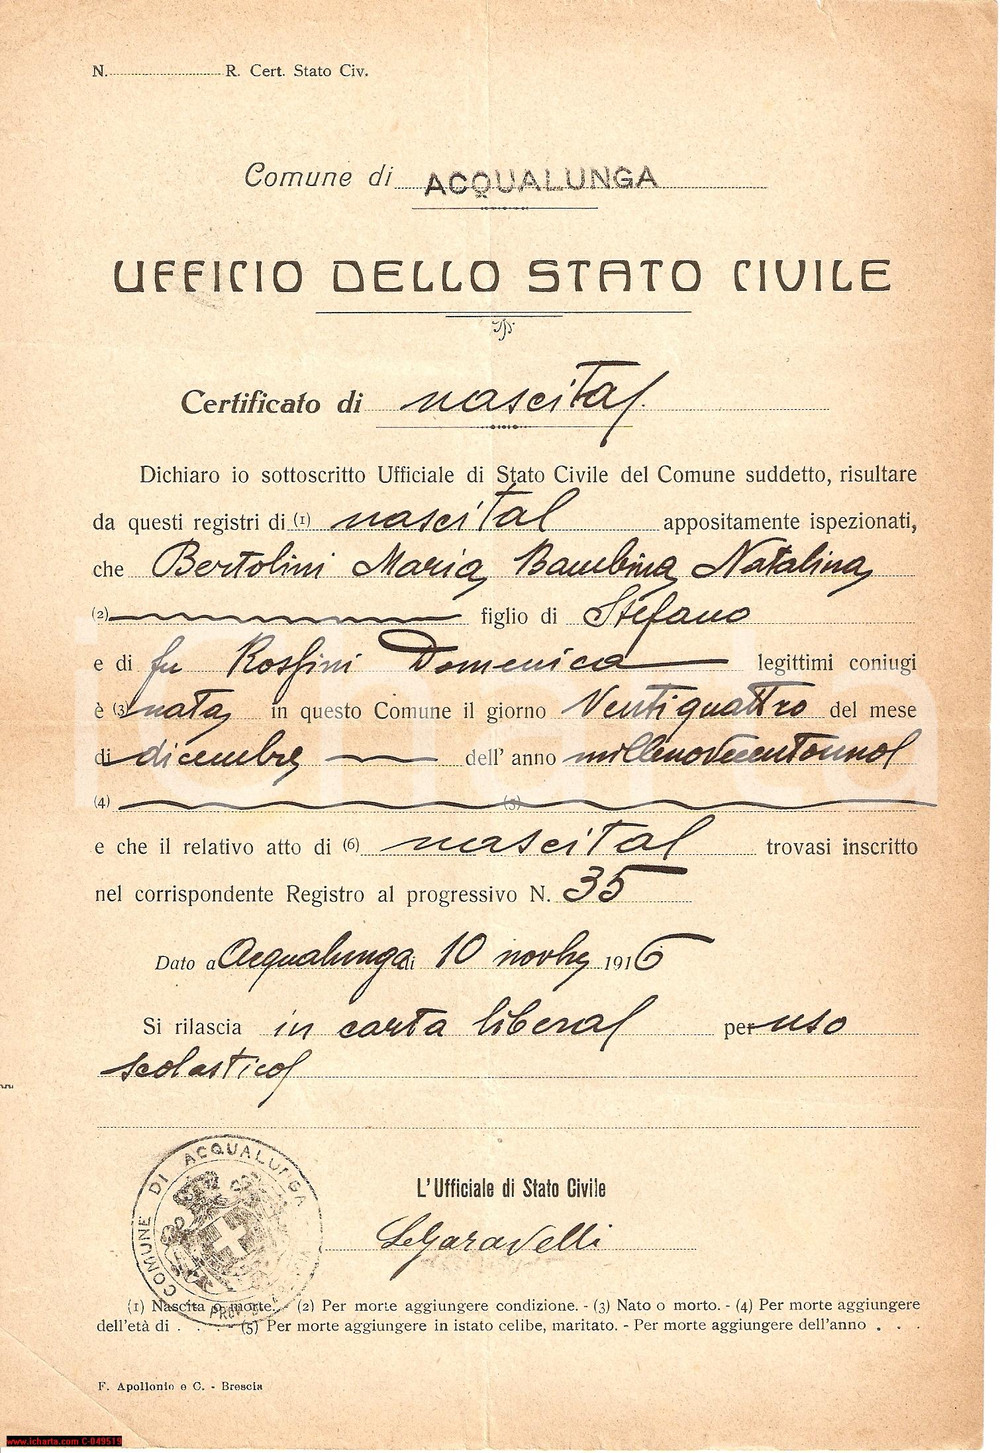 N. R. Cert. Stato Civ.
Comune di ACQUALUNGA
UFFICIO DELLO STATO CIVILE
Certificato di nascita
Dichiaro io sottoscritto Ufficiale di Stato Civile del Comune suddetto, risultare
da questi registri di (1) nascita appositamente ispezionati,
che Bertolini Maria Bambina Natalina
(2) figlio di Stefano
e di fu Rossini Domenica legittimi coniugi
è (3) nata in questo Comune il giorno Ventiquattro del mese
di dicembre dell' anno millenovecentouno
(4) (5)
e che il relativo atto di (6) nascita trovasi inscritto
nel corrispondente Registro al progressivo N. 35
Dato a Acqualunga di 10 novbre 1916
Si rilascia in carta libera per uso
scolastico
COMUNE DI ACQUALUNGA
L'Ufficiale di Stato Civile
Garavelli
(1) Nascita o morte. - (2) Per morte aggiungere condizione. - (3) Nato o morto. - (4) Per morte aggiungere
dell'età di . . . - (5) Per morte aggiungere in istato celibe, maritato. - Per morte aggiungere dell'anno . . .
F. Apollonio e C. - Brescia
icharta
www.icharta.com C-049519